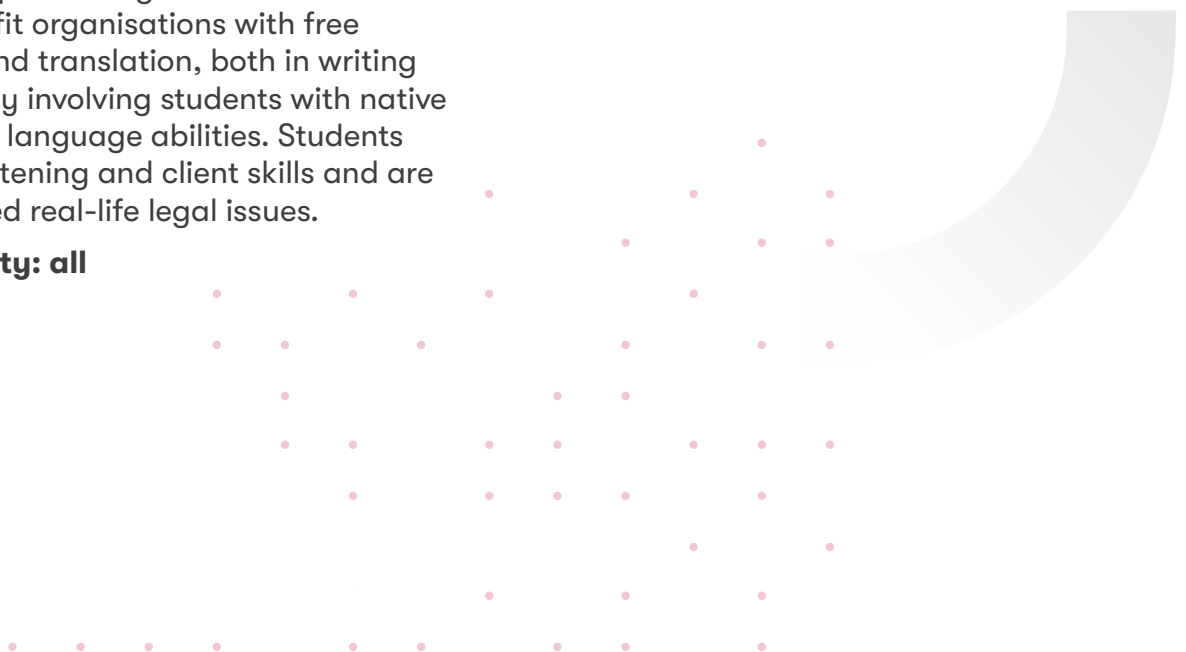 fit organisations with free
nd translation, both in writing
y involving students with native
language abilities. Students
tening and client skills and are
ed real-life legal issues.
ty: all